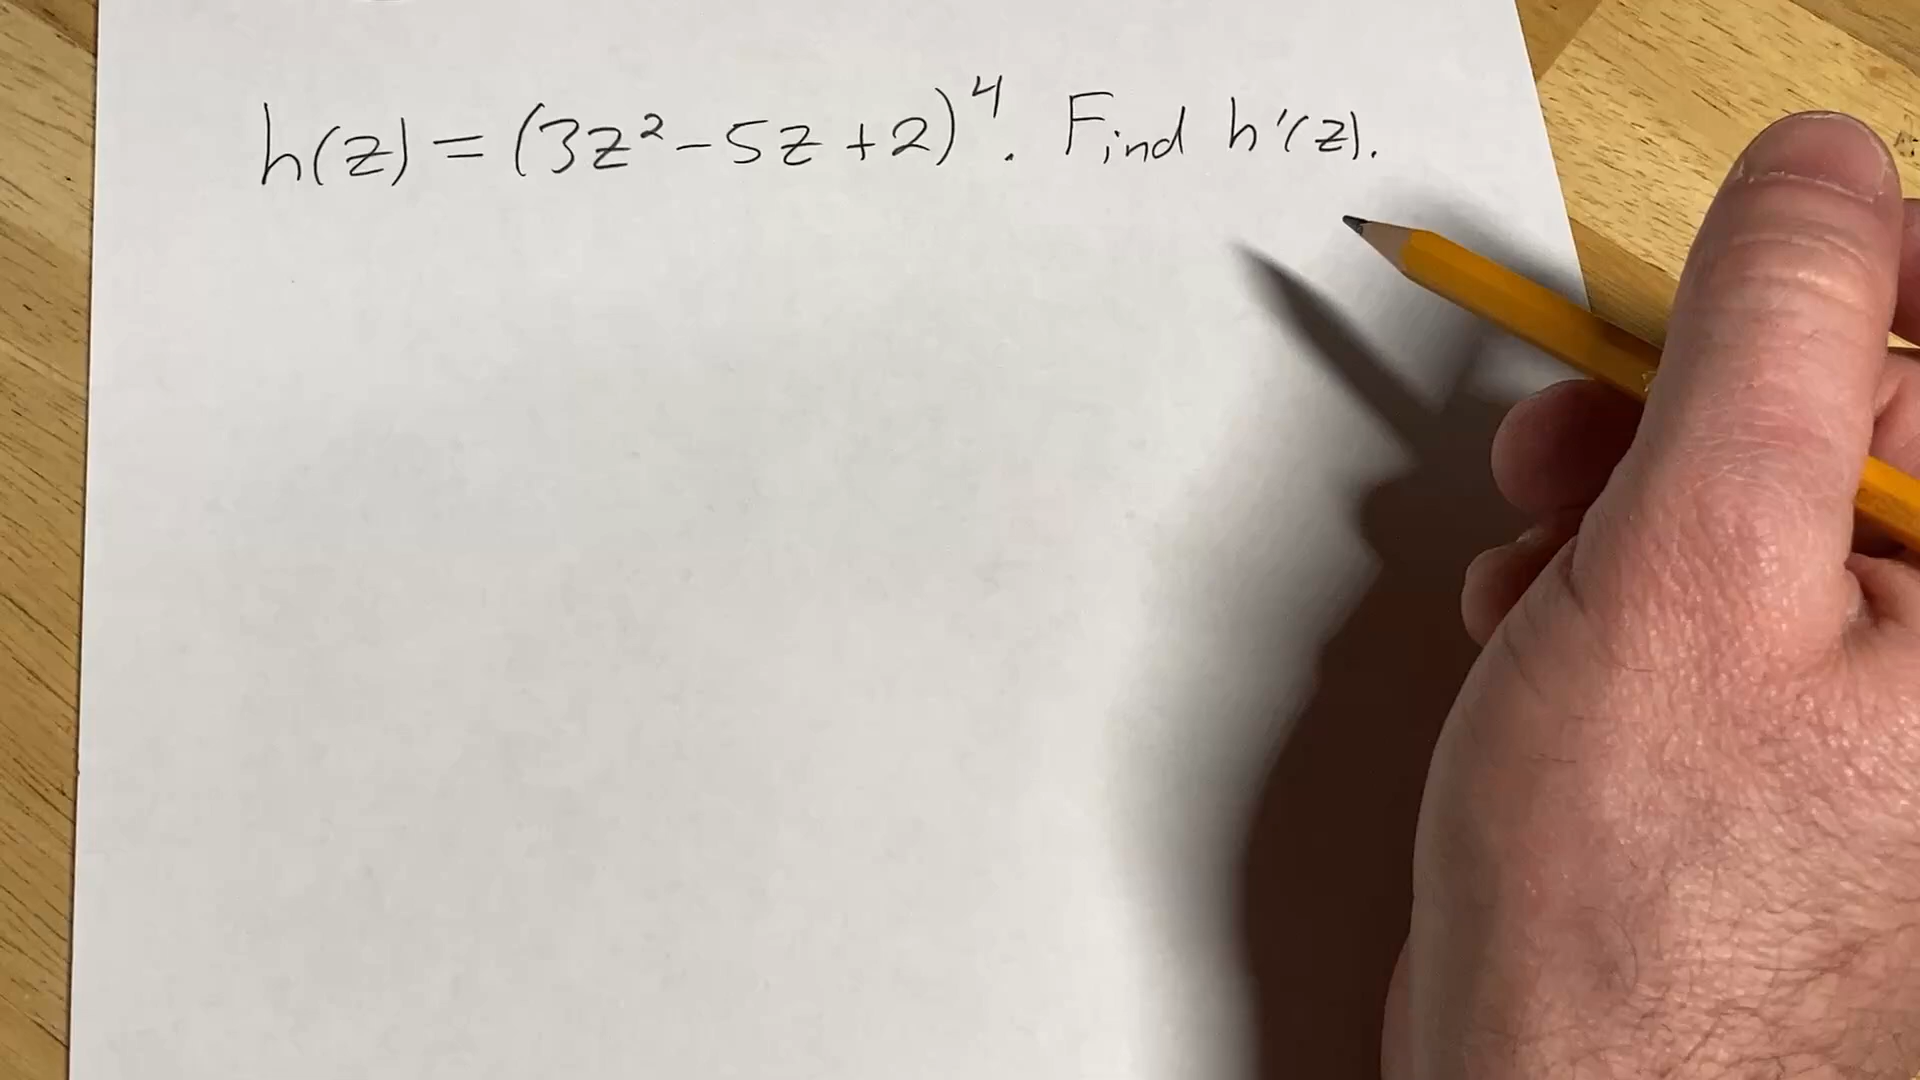 h(z) = (3z² - 5z + 2)⁴. Find h'(z).